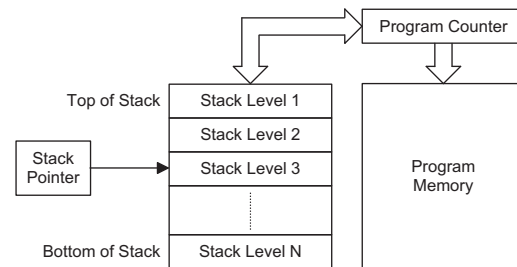 Program Counter
Top of Stack
Stack Level 1
Stack Level 2
Stack
Pointer
Stack Level 3
Program
Memory
Bottom of Stack
Stack Level N